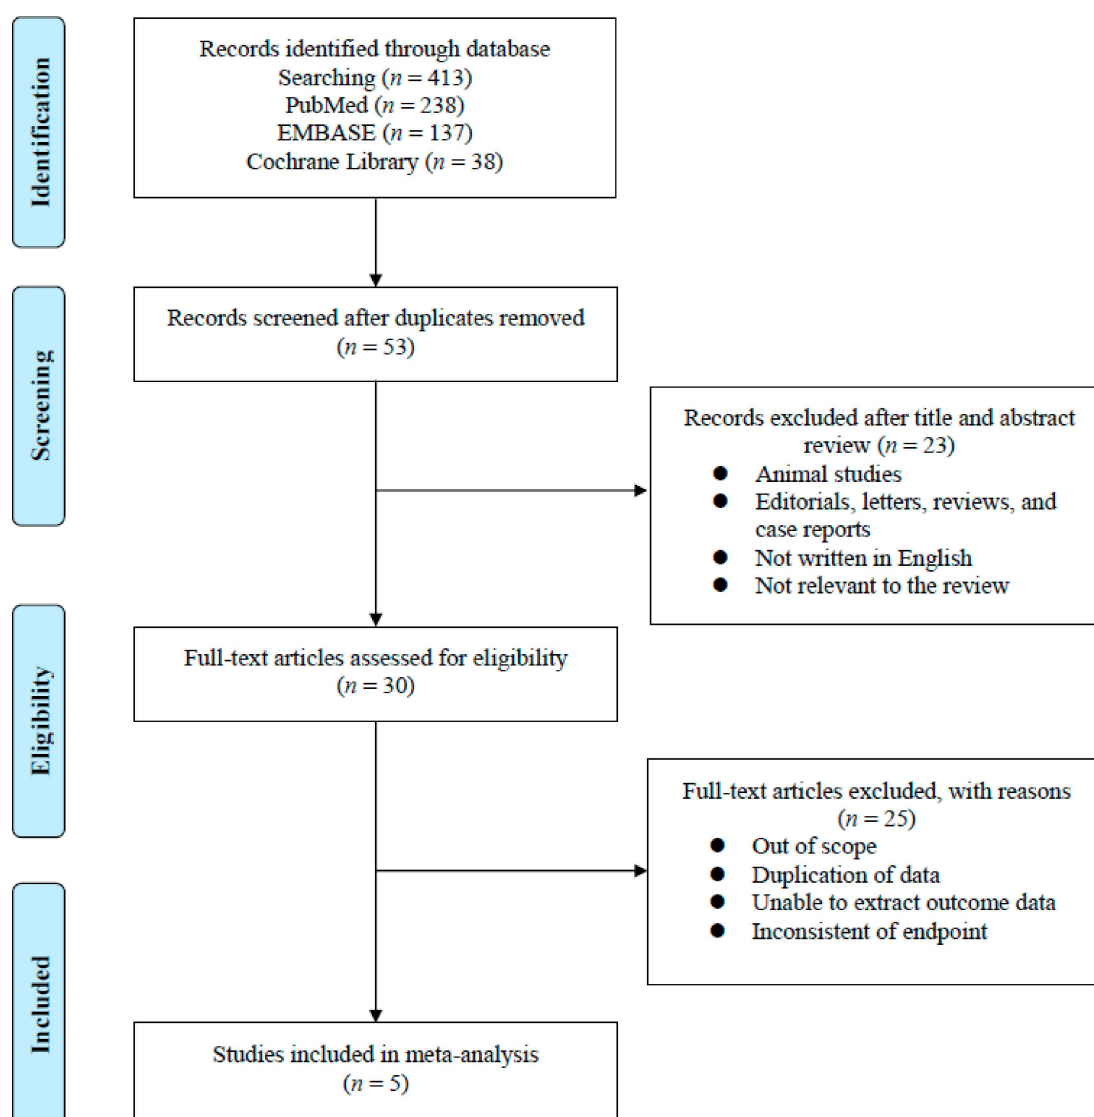 Identification
Records identified through database
Searching (n = 413)
PubMed (n = 238)
EMBASE (n = 137)
Cochrane Library (n = 38)
Screening
Records screened after duplicates removed
(n = 53)
Records excluded after title and abstract
review (n = 23)
● Animal studies
● Editorials, letters, reviews, and
case reports
● Not written in English
● Not relevant to the review
Eligibility
Full-text articles assessed for eligibility
(n = 30)
Full-text articles excluded, with reasons
(n = 25)
● Out of scope
● Duplication of data
● Unable to extract outcome data
● Inconsistent of endpoint
Included
Studies included in meta-analysis
(n = 5)